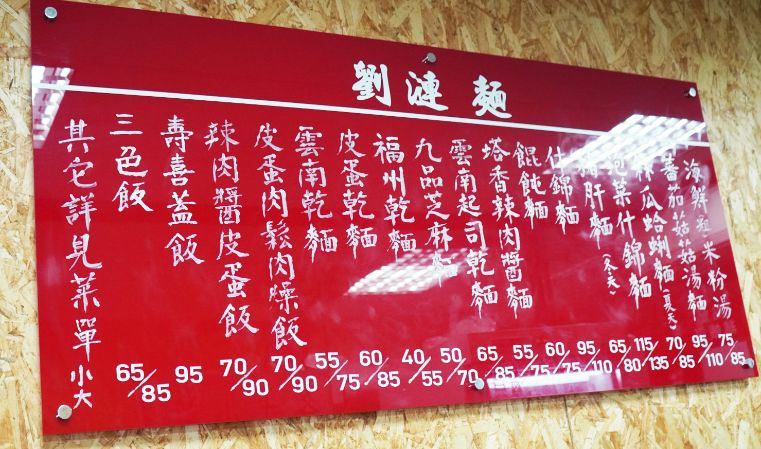 劉漣麵
海鮮粗米粉湯 75/85
蕃茄菇菇湯麵 95/110
絲瓜蛤蜊麵(夏天) 70/85
泡菜什錦麵 115/135
豬肝麵(冬天) 65/80
什錦麵 95/110
餛飩麵 60/75
塔香辣肉醬麵 55/75
雲南起司乾麵 65/85
九品芝麻麵 50/70
福州乾麵 40/55
皮蛋乾麵 60/85
雲南乾麵 55/75
皮蛋肉鬆肉燥飯 70/90
辣肉醬皮蛋飯 70/90
壽喜蓋飯 95
三色飯 65/85
其它詳見菜單 小大